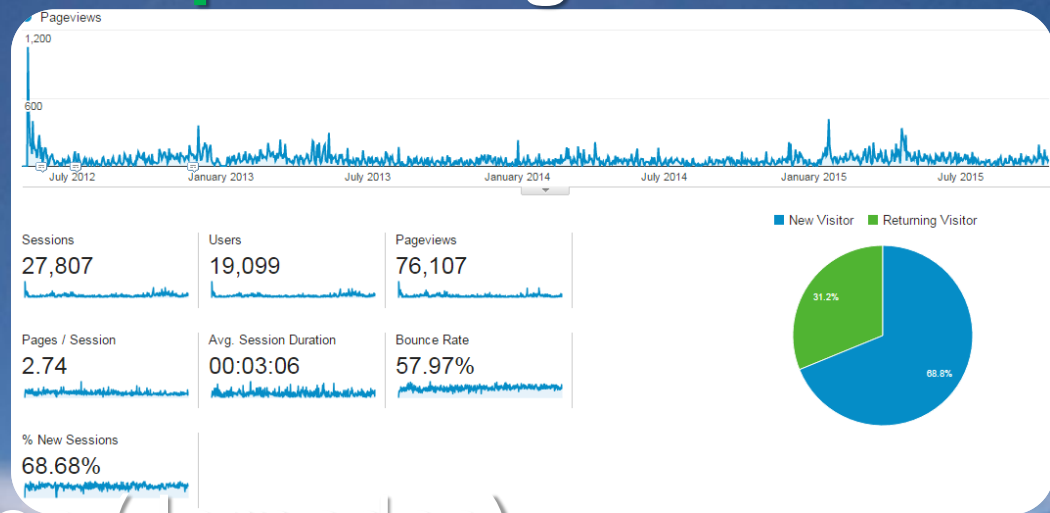 Pageviews
1,200
600
July 2012 January 2013 July 2013 January 2014 July 2014 January 2015 July 2015
New Visitor Returning Visitor
Sessions Users Pageviews
27,807 19,099 76,107
31.2%
68.8%
Pages / Session Avg. Session Duration Bounce Rate
2.74 00:03:06 57.97%
% New Sessions
68.68%